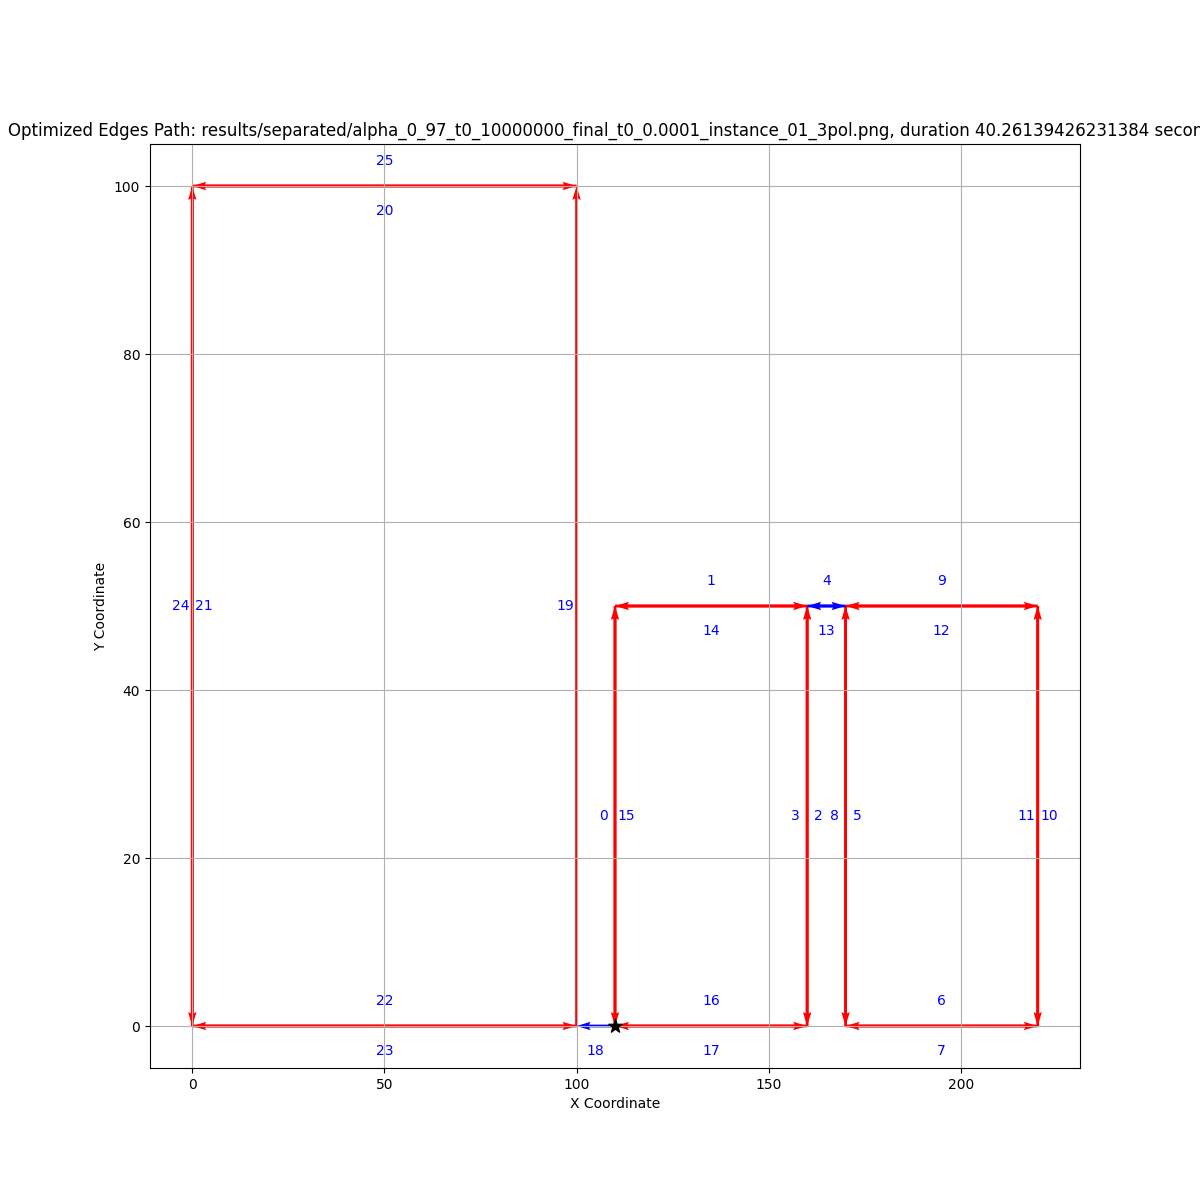 Optimized Edges Path: results/separated/alpha_0_97_t0_10000000_final_t0_0.0001_instance_01_3pol.png, duration 40.26139426231384 secon
25
100
20
80
60
1 4 9
24 21 19
14 13 12
Y Coordinate
40
0 15 3 2 8 5 11 10
20
22 16 6
0
23 18 17 7
0 50 100 150 200
X Coordinate